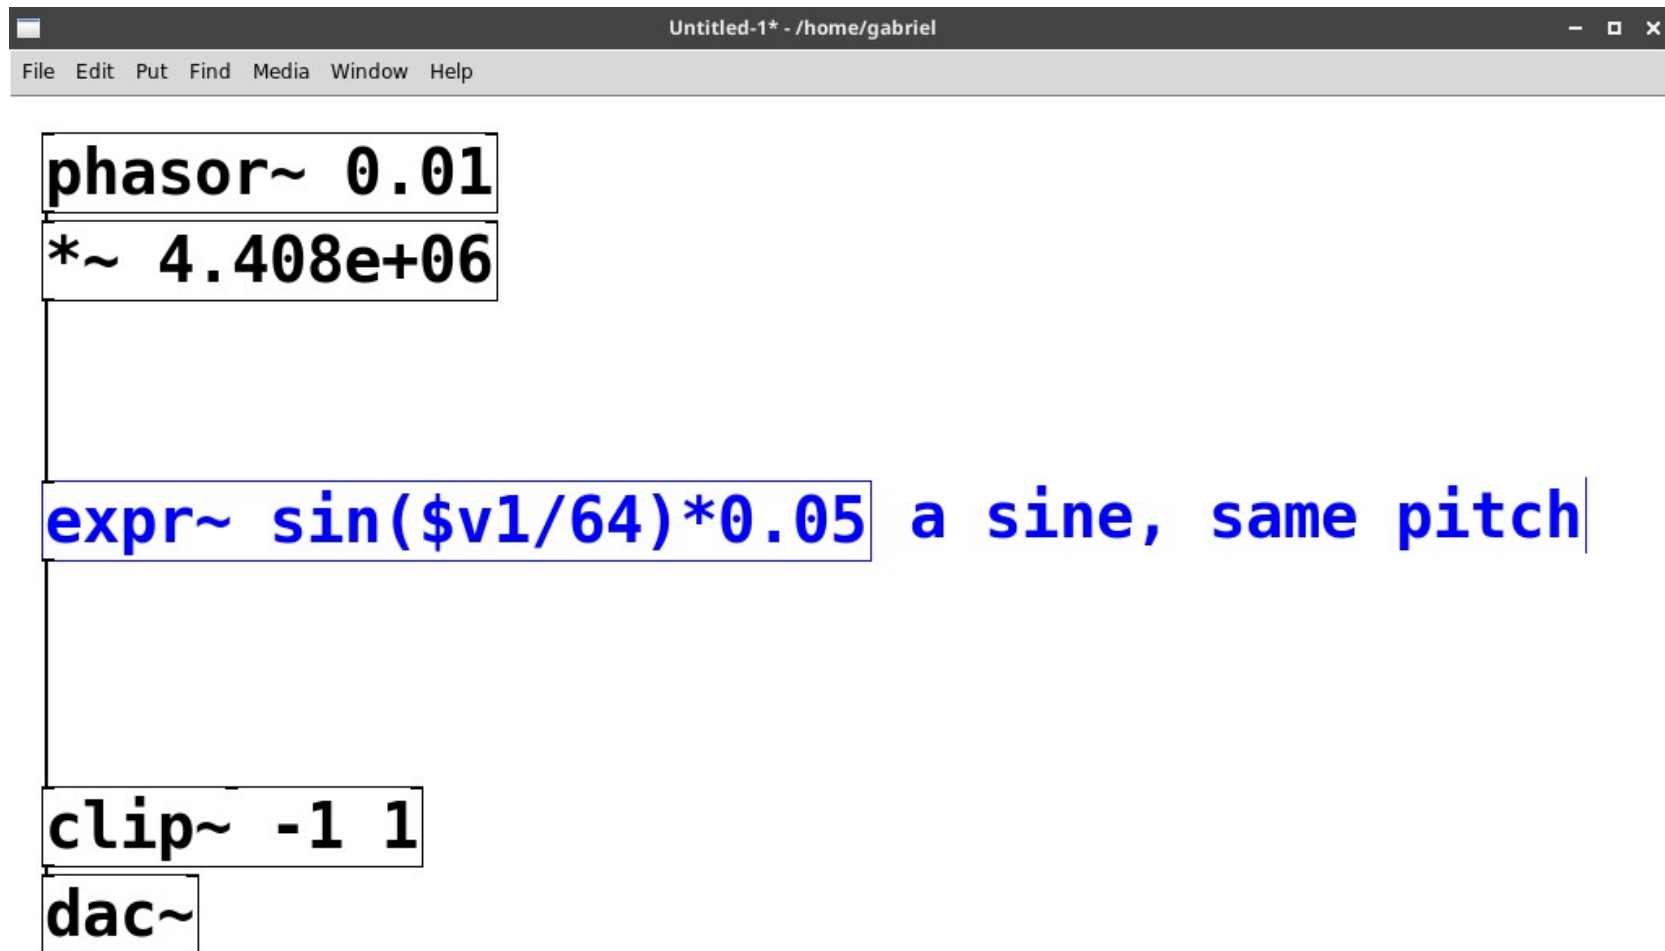 Untitled-1* - /home/gabriel
File Edit Put Find Media Window Help
phasor~ 0.01
*~ 4.408e+06
expr~ sin($v1/64)*0.05 a sine, same pitch
clip~ -1 1
dac~